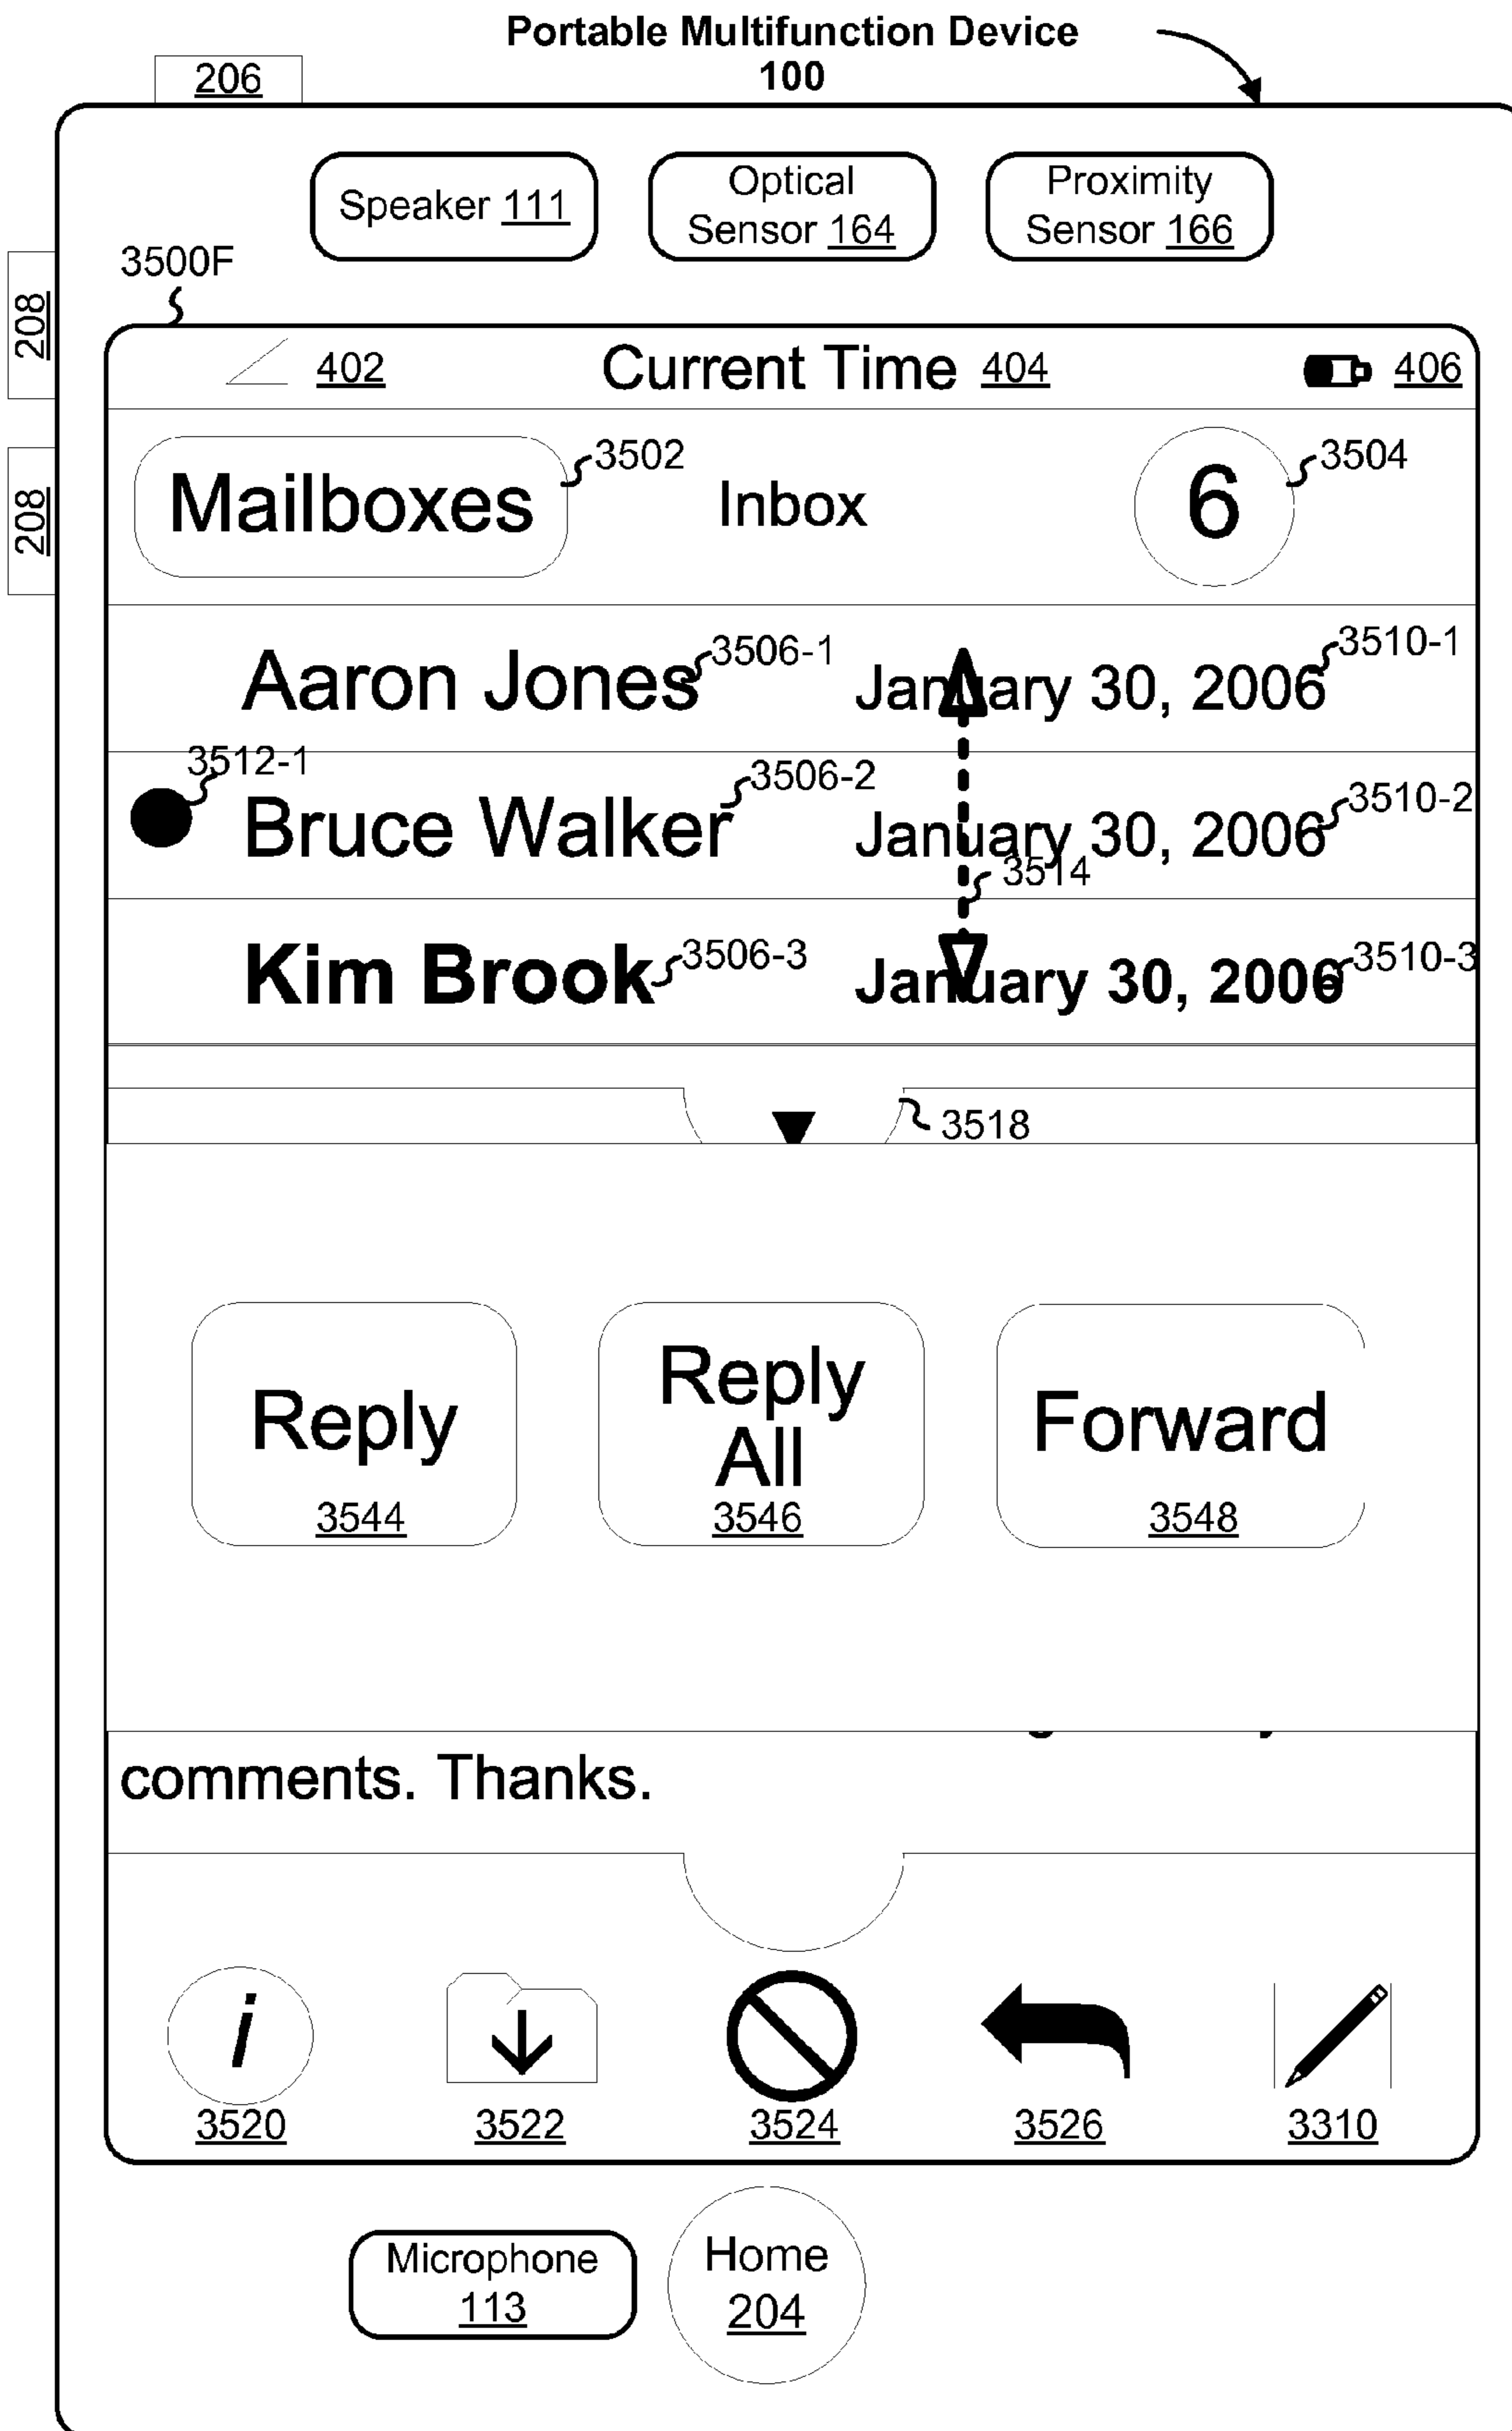 Portable Multifunction Device
100
206
Speaker 111
Optical
Sensor 164
Proximity
Sensor 166
208
208
3500F
402
Current Time 404
406
Mailboxes
3502
Inbox
6
3504
Aaron Jones
3506-1
January 30, 2006
3510-1
3512-1
Bruce Walker
3506-2
January 30, 2006
3510-2
3514
Kim Brook
3506-3
January 30, 2006
3510-3
3518
Reply
3544
Reply
All
3546
Forward
3548
comments. Thanks.
i
3520
3522
3524
3526
3310
Microphone
113
Home
204